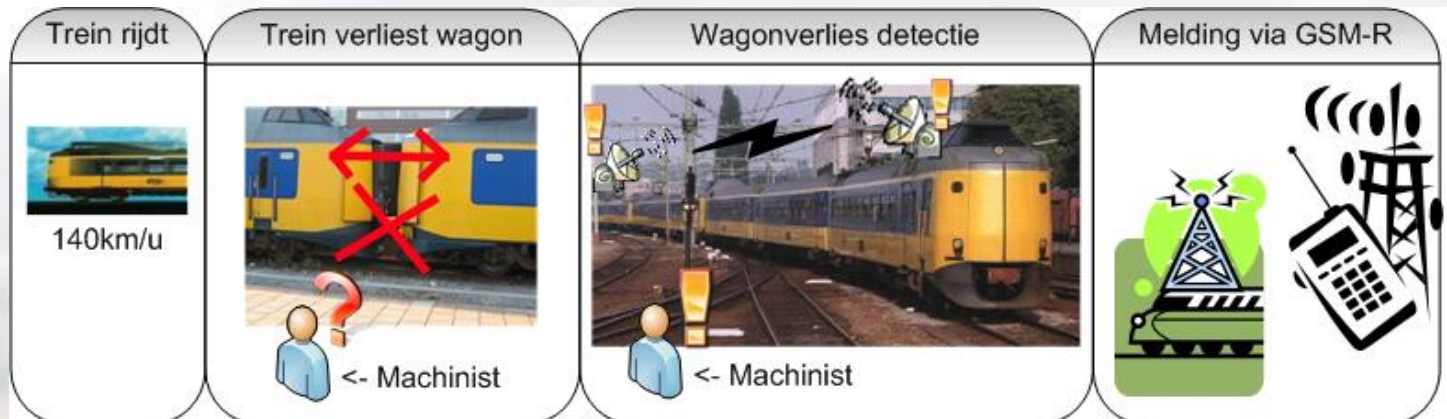 Trein rijdt
Trein verliest wagon
Wagonverlies detectie
Melding via GSM-R
140km/u
<- Machinist
<- Machinist